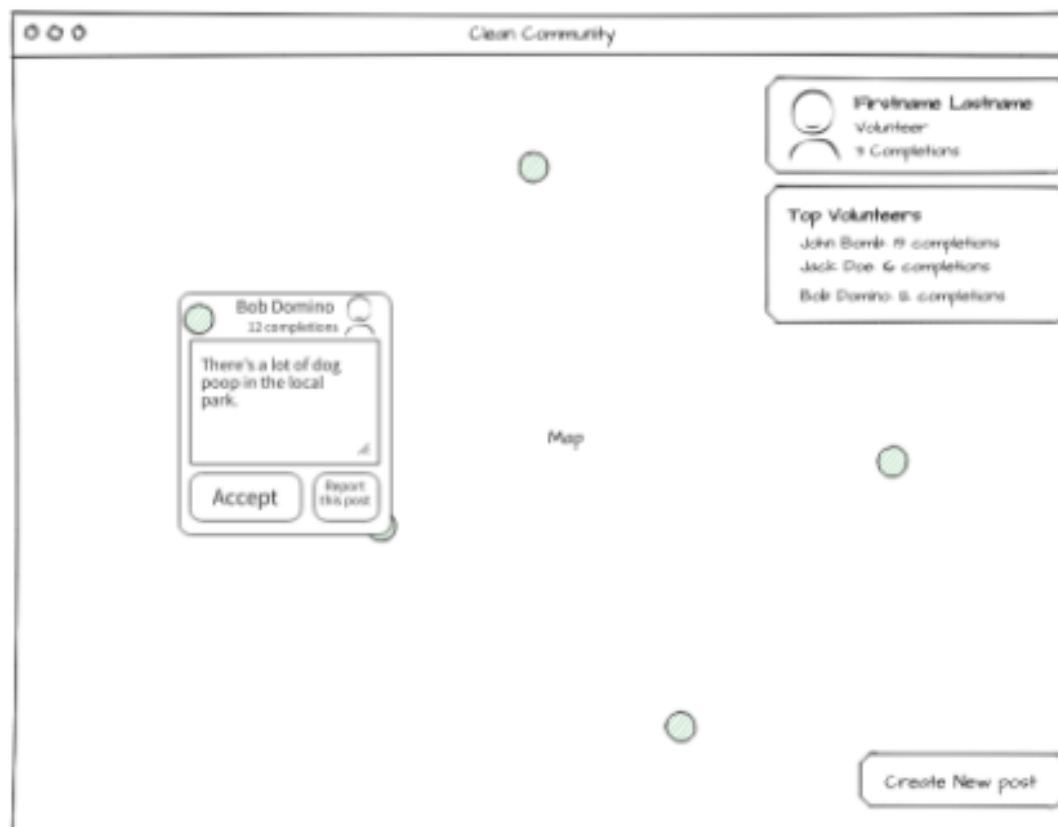 Clean Community
Firstname Lastname
Volunteer
Completions
Top Volunteers
John Bomb 19 completions
Jack Doe 6 completions
Bob Domino 12 completions
Bob Domino
12 completions
There's a lot of dog
poop in the local
park.
Accept
Report
this post
Map
Create New post